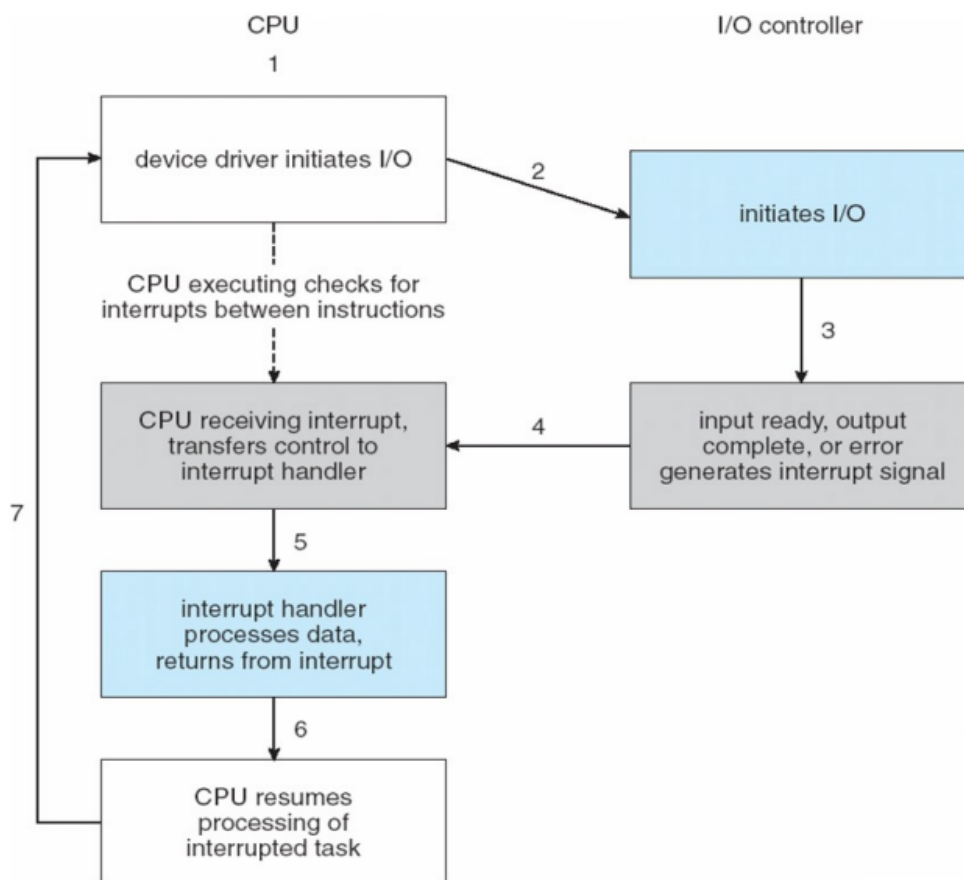 CPU
I/O controller
1
device driver initiates I/O
2
initiates I/O
CPU executing checks for
interrupts between instructions
3
CPU receiving interrupt,
transfers control to
interrupt handler
4
input ready, output
complete, or error
generates interrupt signal
7
5
interrupt handler
processes data,
returns from interrupt
6
CPU resumes
processing of
interrupted task